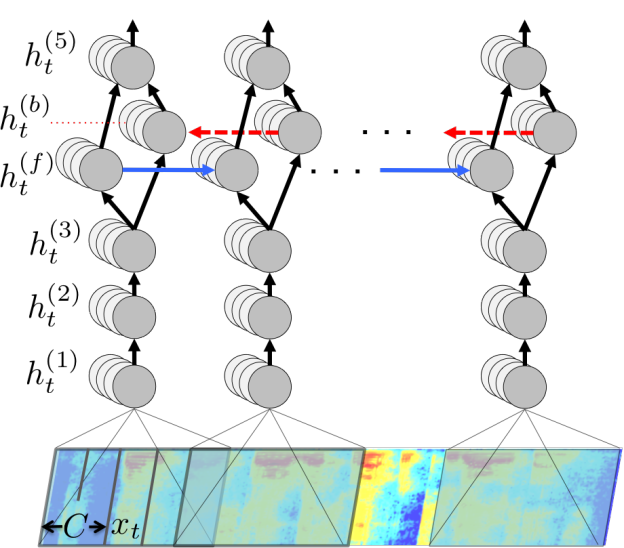 h_t^{(5)}
h_t^{(b)}
. . .
h_t^{(f)}
. . .
h_t^{(3)}
h_t^{(2)}
h_t^{(1)}
C x_t